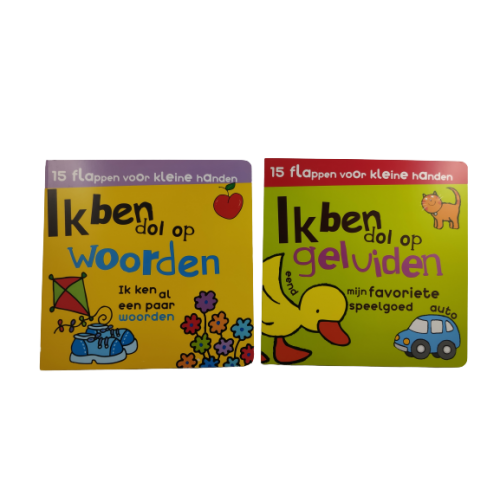 15 flappen voor kleine handen
Ik ben
dol op
woorden
Ik ken al
een paar
woorden
15 flappen voor kleine handen
Ik ben
dol op
geluiden
eend
mijn favoriete
speelgoed
auto